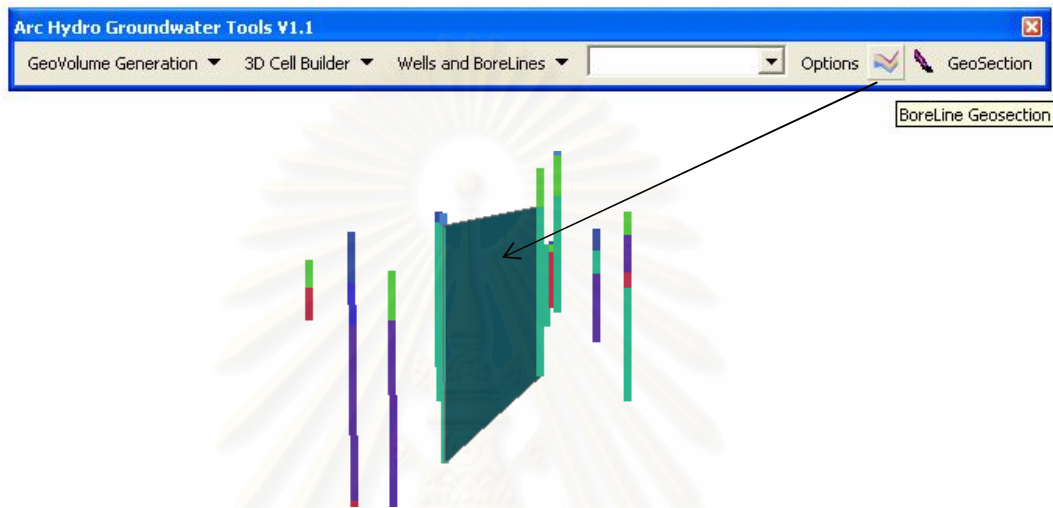 Arc Hydro Groundwater Tools V1.1
GeoVolume Generation 3D Cell Builder Wells and BoreLines Options GeoSection
BoreLine Geosection